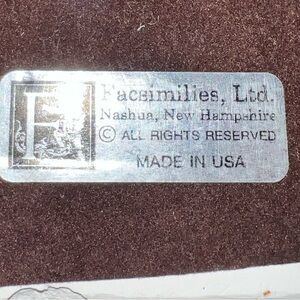 F
Facsimilies, Ltd.
Nashua, New Hampshire
© ALL RIGHTS RESERVED
MADE IN USA